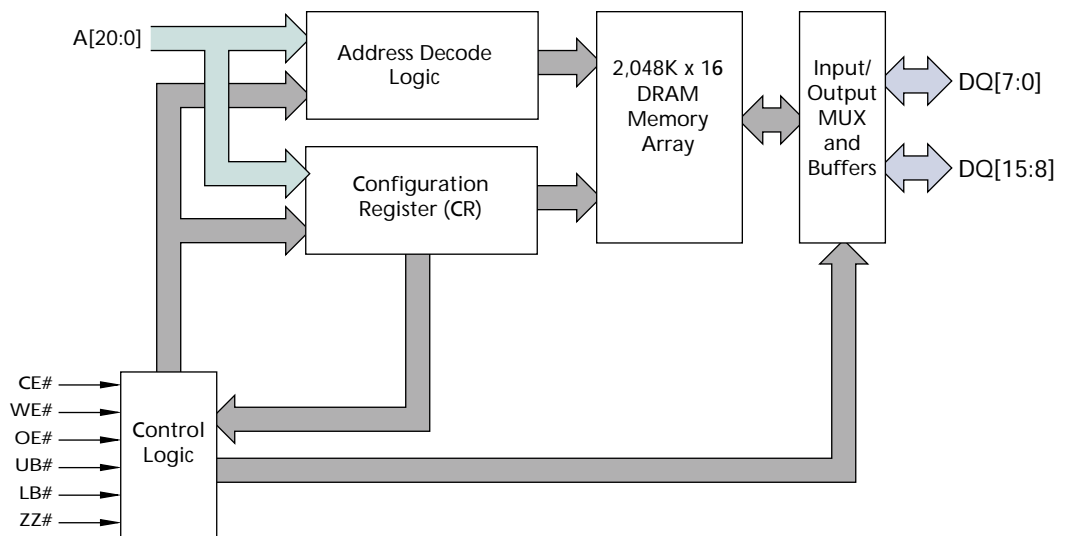 A[20:0]
Address Decode
Logic
2,048K x 16
DRAM
Memory
Array
Input/
Output
MUX
and
Buffers
DQ[7:0]
DQ[15:8]
Configuration
Register (CR)
CE#
WE#
OE#
UB#
LB#
ZZ#
Control
Logic